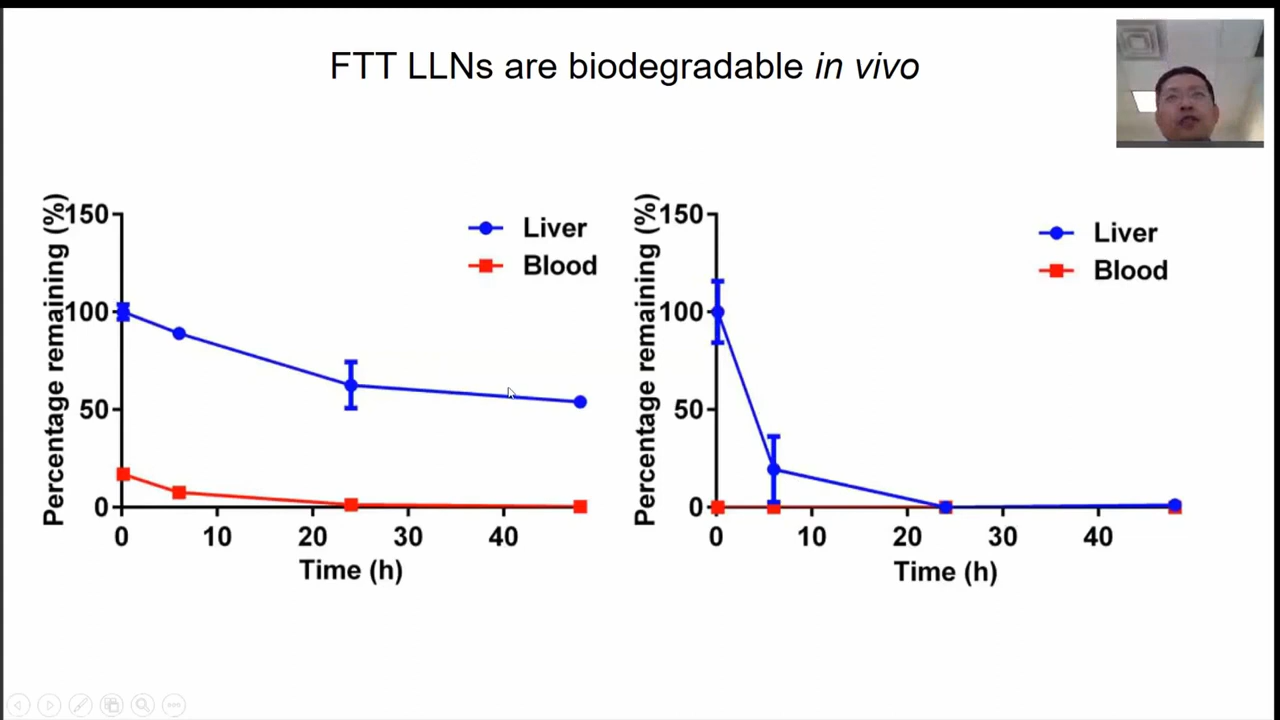 FTT LLNs are biodegradable in vivo
Percentage remaining (%)
150
100
50
0
0 10 20 30 40
Time (h)
Liver
Blood
Percentage remaining (%)
150
100
50
0
0 10 20 30 40
Time (h)
Liver
Blood